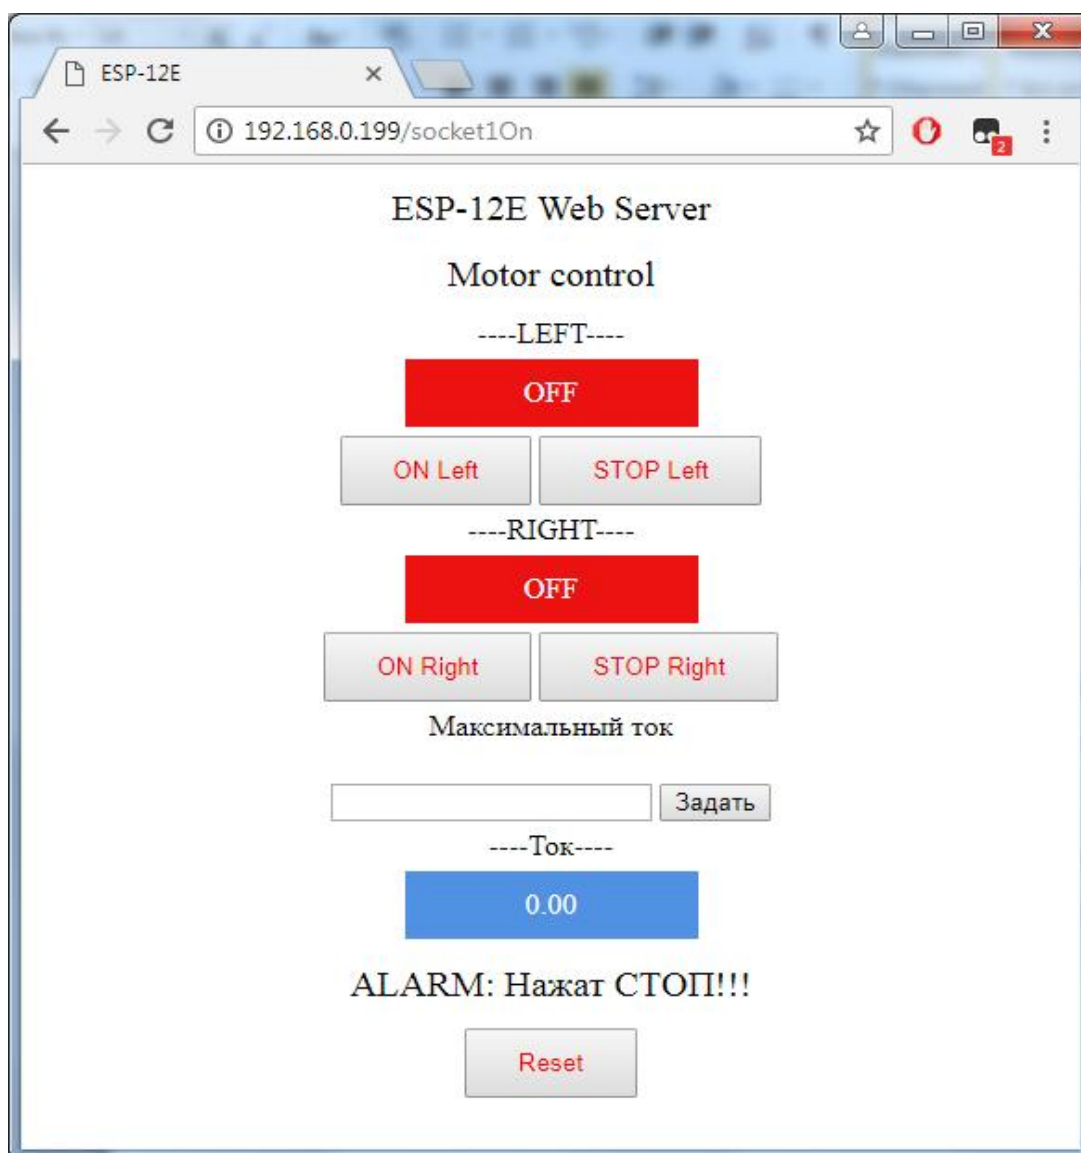 ESP-12E
192.168.0.199/socket1On
2
ESP-12E Web Server
Motor control
----LEFT----
OFF
ON Left STOP Left
----RIGHT----
OFF
ON Right STOP Right
Максимальный ток
Задать
----Ток----
0.00
ALARM: Нажат СТОП!!!
Reset